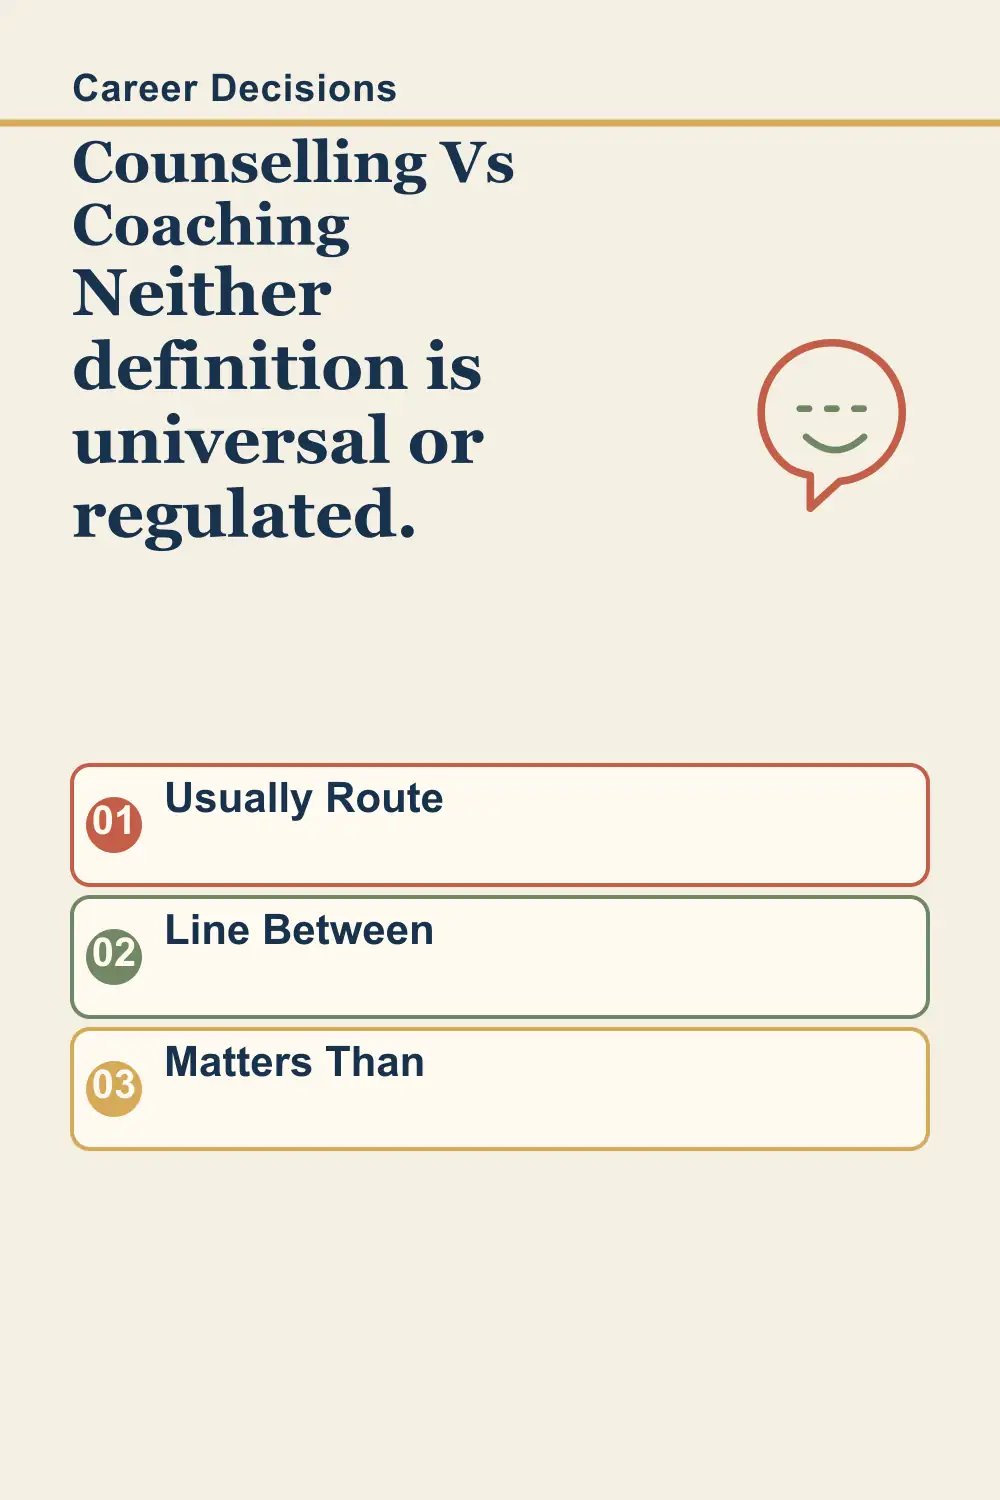 Career Decisions
Counselling Vs
Coaching
Neither
definition is
universal or
regulated.
01
Usually Route
02
Line Between
03
Matters Than